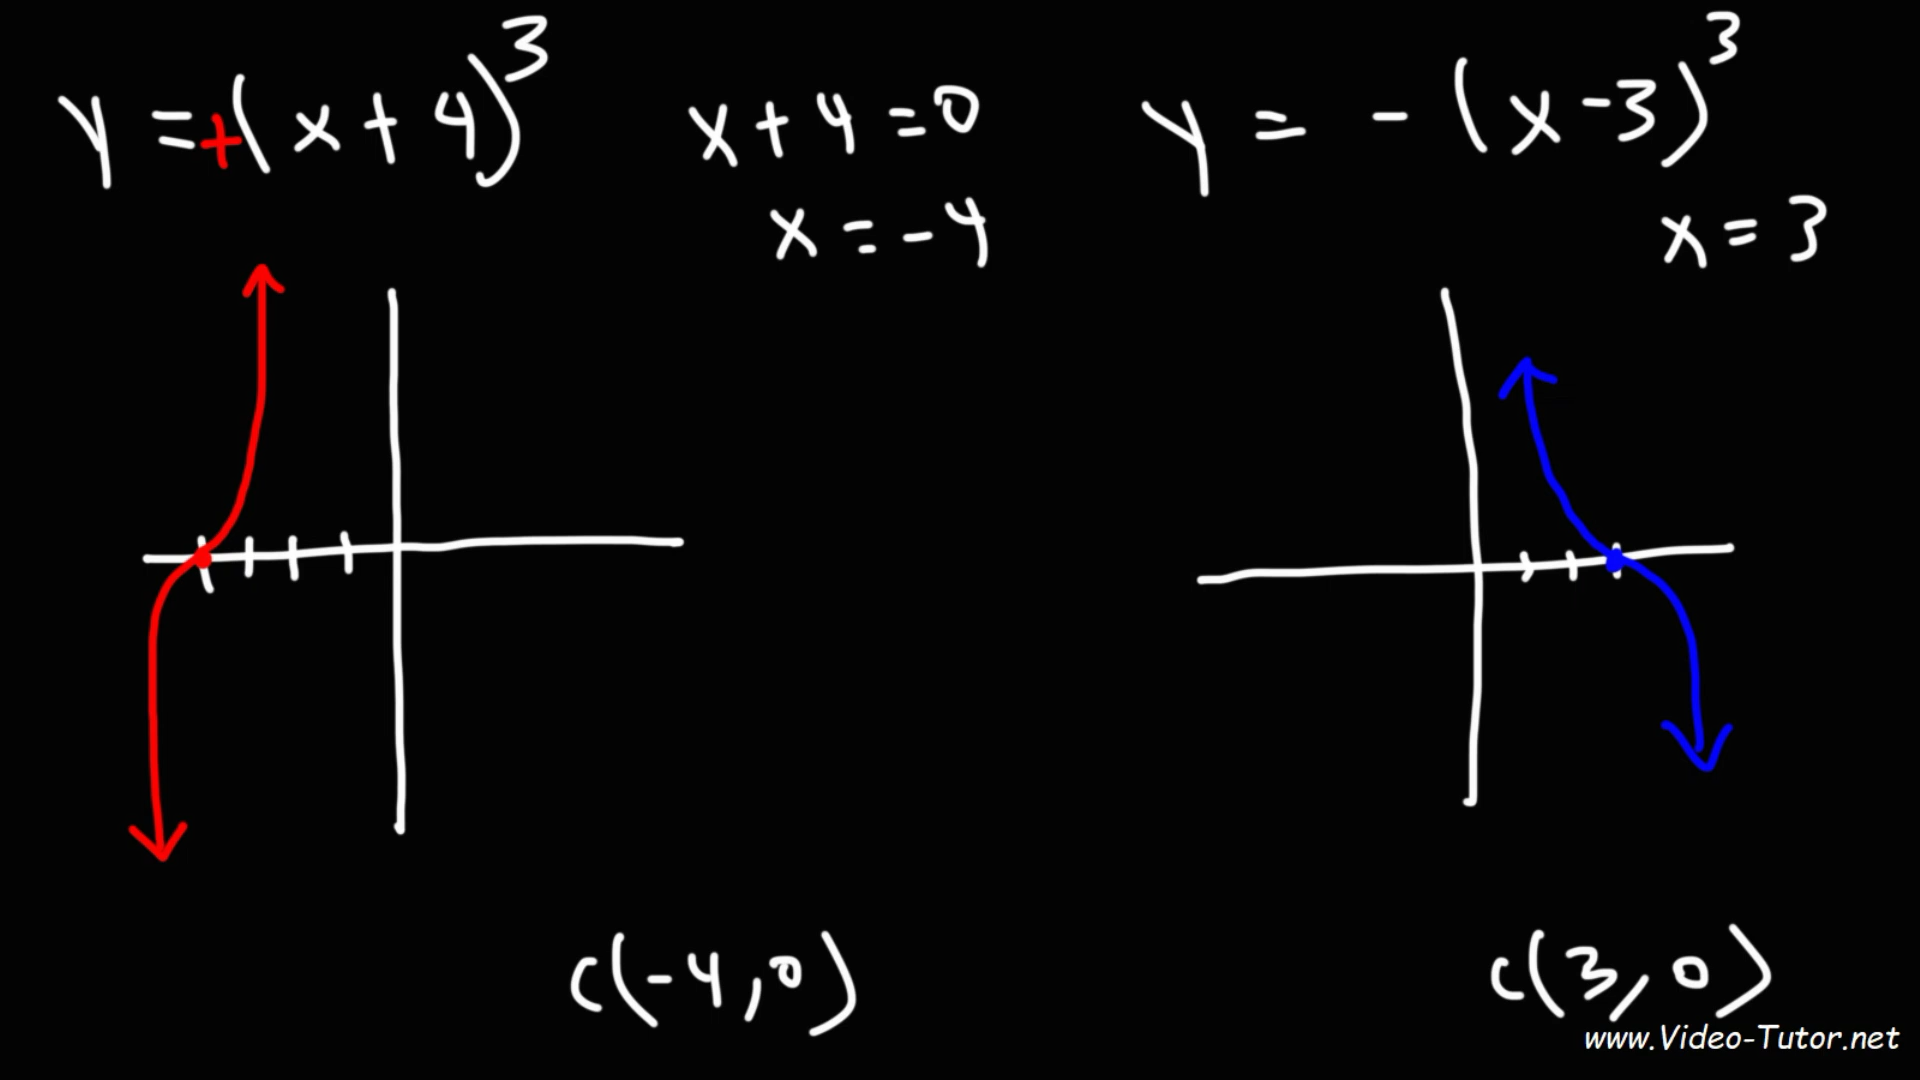 y = +(x + 4)³
x + 4 = 0
x = -4
y = - (x - 3)³
x = 3
c(-4, 0)
c(3, 0)
www.Video-Tutor.net